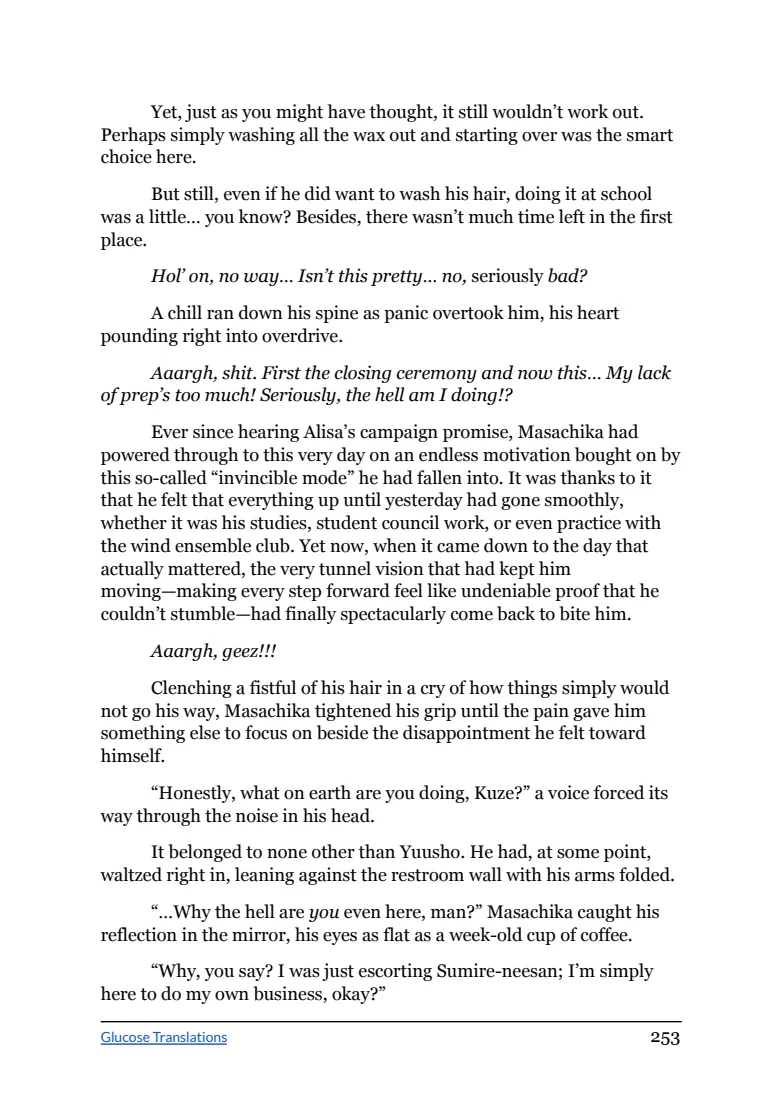 Yet, just as you might have thought, it still wouldn’t work out.
Perhaps simply washing all the wax out and starting over was the smart
choice here.
But still, even if he did want to wash his hair, doing it at school
was a little… you know? Besides, there wasn’t much time left in the first
place.
Hol’ on, no way… Isn’t this pretty… no, seriously bad?
A chill ran down his spine as panic overtook him, his heart
pounding right into overdrive.
Aaargh, shit. First the closing ceremony and now this… My lack
of prep’s too much! Seriously, the hell am I doing!?
Ever since hearing Alisa’s campaign promise, Masachika had
powered through to this very day on an endless motivation bought on by
this so-called “invincible mode” he had fallen into. It was thanks to it
that he felt that everything up until yesterday had gone smoothly,
whether it was his studies, student council work, or even practice with
the wind ensemble club. Yet now, when it came down to the day that
actually mattered, the very tunnel vision that had kept him
moving—making every step forward feel like undeniable proof that he
couldn’t stumble—had finally spectacularly come back to bite him.
Aaargh, geez!!!
Clenching a fistful of his hair in a cry of how things simply would
not go his way, Masachika tightened his grip until the pain gave him
something else to focus on beside the disappointment he felt toward
himself.
“Honestly, what on earth are you doing, Kuze?” a voice forced its
way through the noise in his head.
It belonged to none other than Yuusho. He had, at some point,
waltzed right in, leaning against the restroom wall with his arms folded.
“…Why the hell are you even here, man?” Masachika caught his
reflection in the mirror, his eyes as flat as a week-old cup of coffee.
“Why, you say? I was just escorting Sumire-neesan; I’m simply
here to do my own business, okay?”
Glucose Translations 253